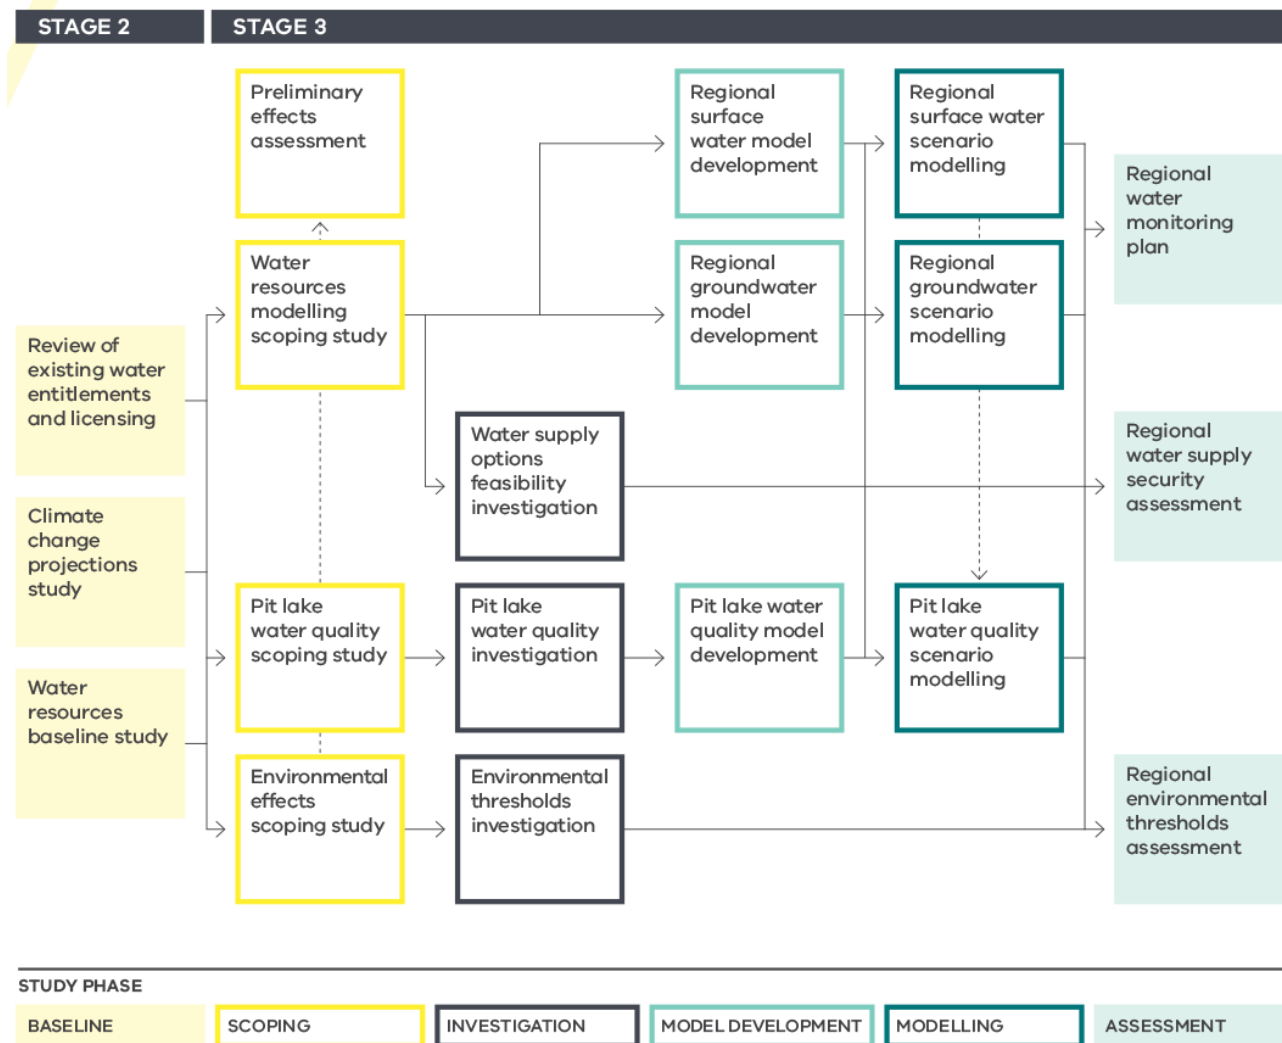 STAGE 2
STAGE 3
Preliminary
effects
assessment
Regional
surface
water model
development
Regional
surface water
scenario
modelling
Regional
water
monitoring
plan
Water
resources
modelling
scoping study
Regional
groundwater
model
development
Regional
groundwater
scenario
modelling
Review of
existing water
entitlements
and licensing
Water supply
options
feasibility
investigation
Regional
water supply
security
assessment
Climate
change
projections
study
Pit lake
water quality
scoping study
Pit lake
water quality
investigation
Pit lake water
quality model
development
Pit lake
water quality
scenario
modelling
Water
resources
baseline study
Environmental
effects
scoping study
Environmental
thresholds
investigation
Regional
environmental
thresholds
assessment
STUDY PHASE
BASELINE
SCOPING
INVESTIGATION
MODEL DEVELOPMENT
MODELLING
ASSESSMENT